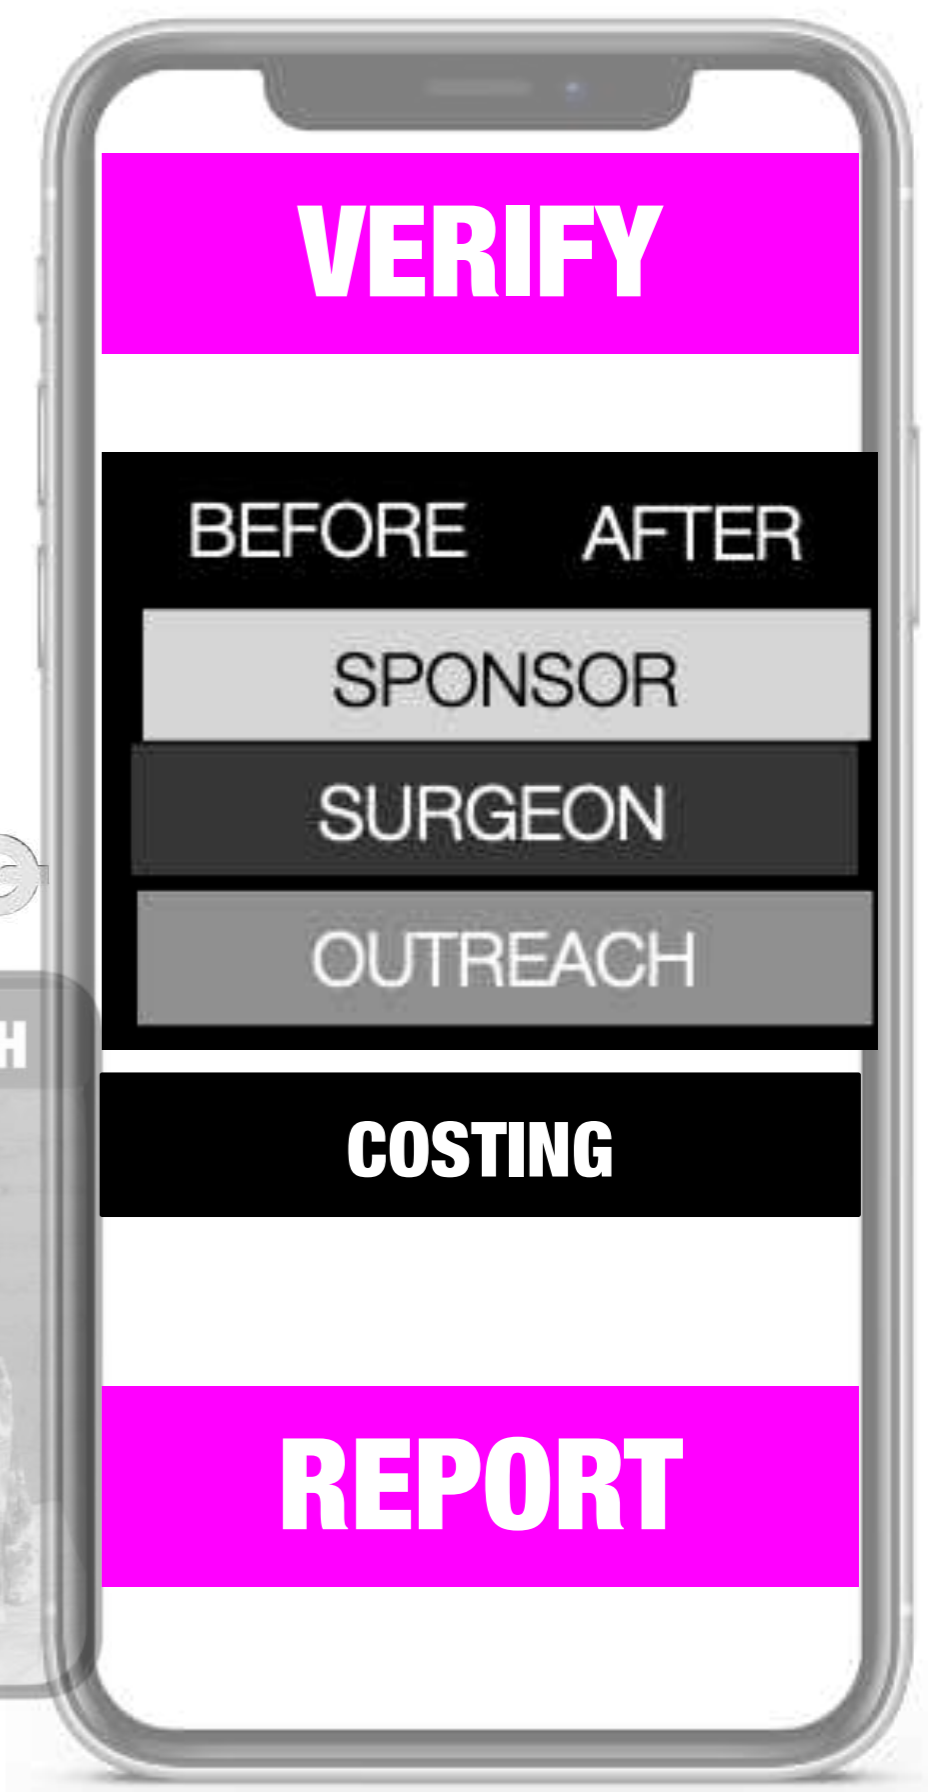 VERIFY
BEFORE AFTER
SPONSOR
SURGEON
OUTREACH
H
COSTING
REPORT